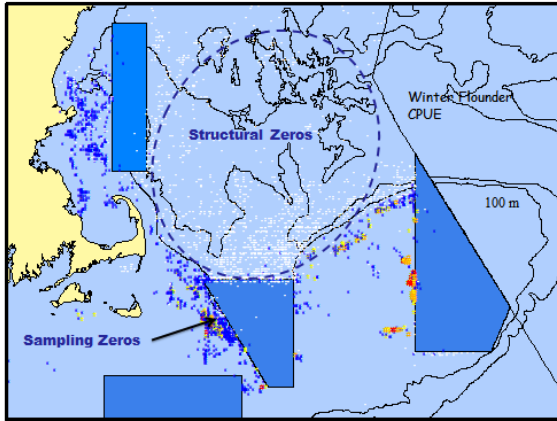 Winter Flounder
CPUE
Structural Zeros
100 m
Sampling Zeros